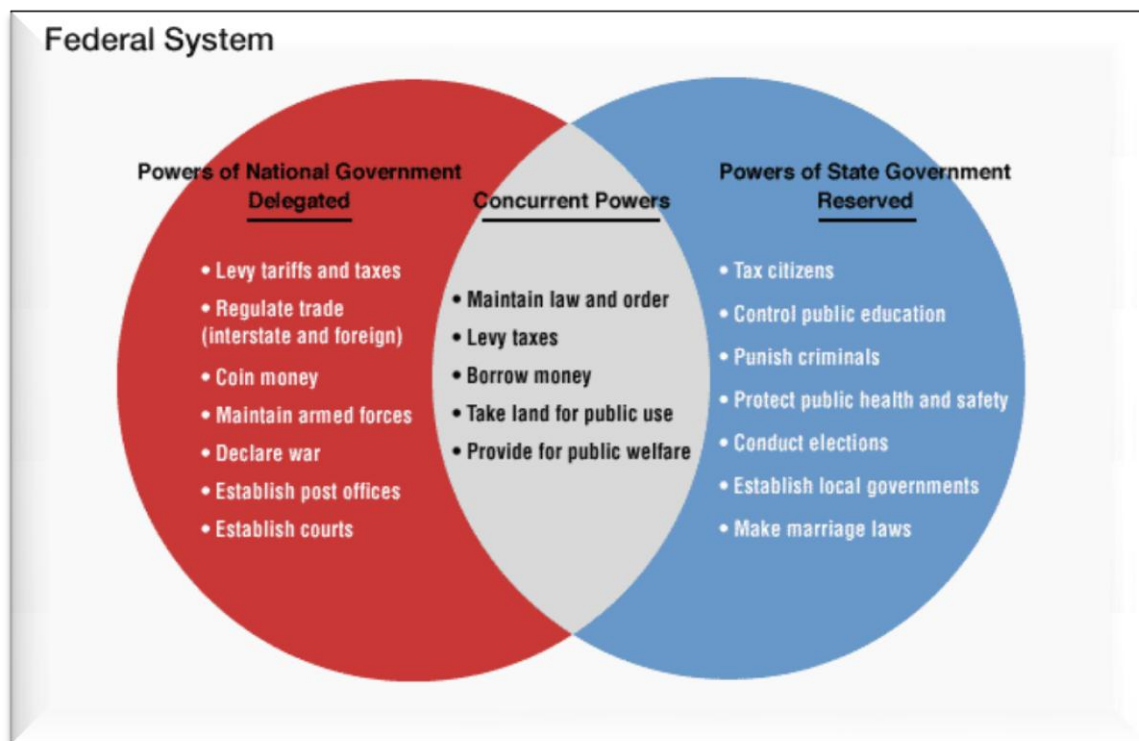 Federal System
Powers of National Government
Delegated
• Levy tariffs and taxes
• Regulate trade
(interstate and foreign)
• Coin money
• Maintain armed forces
• Declare war
• Establish post offices
• Establish courts
Concurrent Powers
• Maintain law and order
• Levy taxes
• Borrow money
• Take land for public use
• Provide for public welfare
Powers of State Government
Reserved
• Tax citizens
• Control public education
• Punish criminals
• Protect public health and safety
• Conduct elections
• Establish local governments
• Make marriage laws